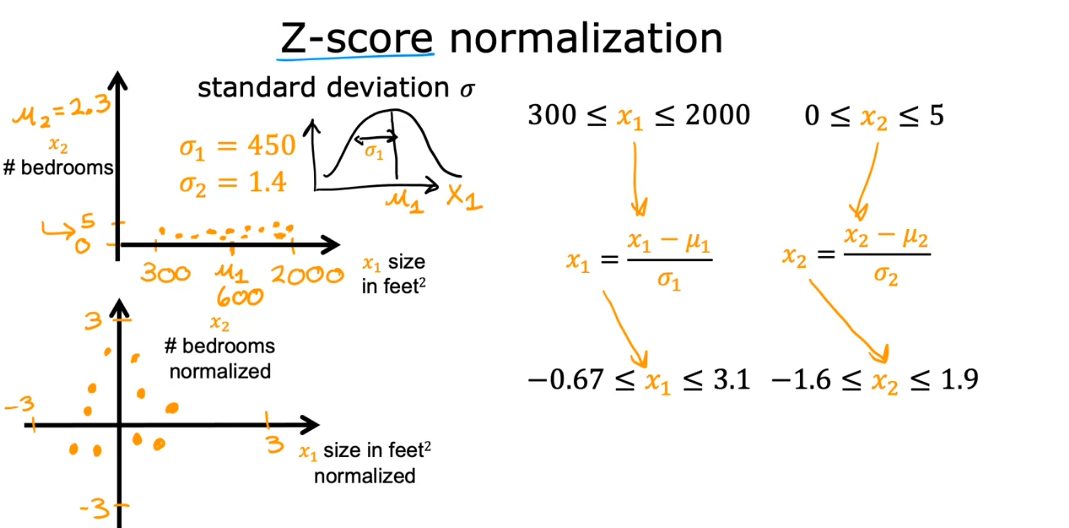 Z-score normalization
standard deviation σ
μ₂=2.3
x₂
# bedrooms
σ₁ = 450
σ₂ = 1.4
σ₁
μ₁
x₁
5
0
300
μ₁
600
2000
x₁ size
in feet²
3
x₂
# bedrooms
normalized
-3
3
x₁ size in feet²
normalized
-3
300 ≤ x₁ ≤ 2000
0 ≤ x₂ ≤ 5
x₁ = (x₁ − μ₁)/σ₁
x₂ = (x₂ − μ₂)/σ₂
−0.67 ≤ x₁ ≤ 3.1
−1.6 ≤ x₂ ≤ 1.9